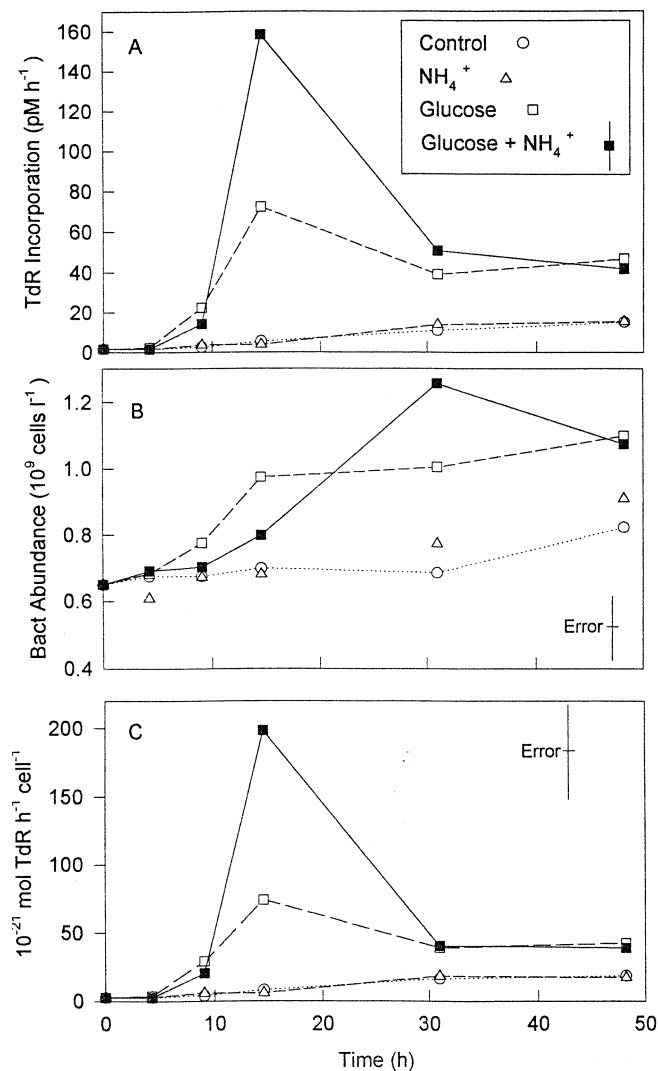 160
140
120
100
80
60
40
20
0
TdR Incorporation (pM h⁻¹)
A
Control
NH₄⁺
Glucose
Glucose + NH₄⁺
1.2
1.0
0.8
0.6
0.4
Bact Abundance (10⁹ cells l⁻¹)
B
Error
200
150
100
50
0
10⁻²¹ mol TdR h⁻¹ cell⁻¹
C
Error
0 10 20 30 40 50
Time (h)